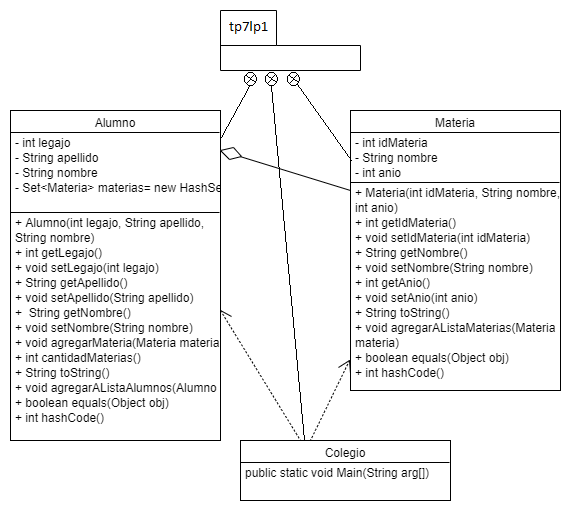 tp7lp1
Alumno
- int legajo
- String apellido
- String nombre
- Set<Materia> materias= new HashSe
+ Alumno(int legajo, String apellido,
String nombre)
+ int getLegajo()
+ void setLegajo(int legajo)
+ String getApellido()
+ void setApellido(String apellido)
+ String getNombre()
+ void setNombre(String nombre)
+ void agregarMateria(Materia materia
+ int cantidadMaterias()
+ String toString()
+ void agregarAListaAlumnos(Alumno
+ boolean equals(Object obj)
+ int hashCode()
Materia
- int idMateria
- String nombre
- int anio
+ Materia(int idMateria, String nombre,
int anio)
+ int getIdMateria()
+ void setIdMateria(int idMateria)
+ String getNombre()
+ void setNombre(String nombre)
+ int getAnio()
+ void setAnio(int anio)
+ String toString()
+ void agregarAListaMaterias(Materia
materia)
+ boolean equals(Object obj)
+ int hashCode()
Colegio
public static void Main(String arg[])